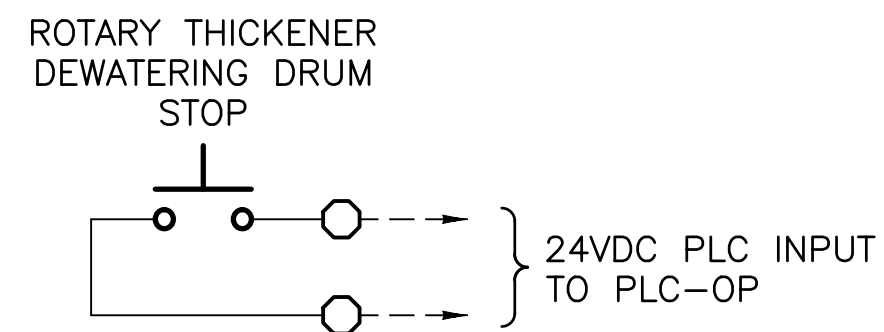 ROTARY THICKENER
DEWATERING DRUM
STOP
24VDC PLC INPUT
TO PLC-OP